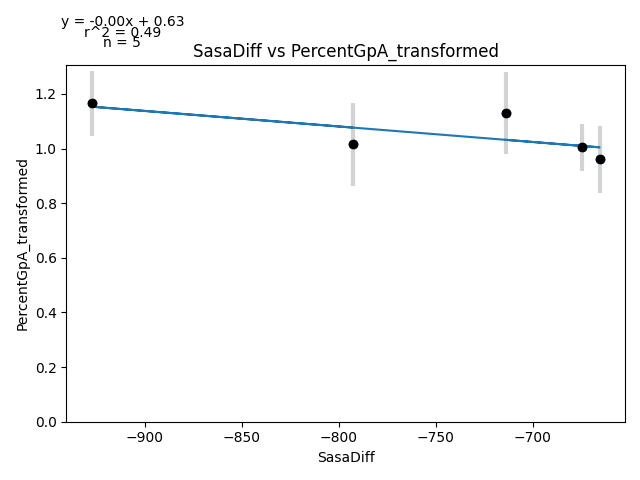 y = -0.00x + 0.63
r^2 = 0.49
n = 5
SasaDiff vs PercentGpA_transformed
1.2
1.0
0.8
0.6
0.4
0.2
0.0
PercentGpA_transformed
−900
−850
−800
−750
−700
SasaDiff